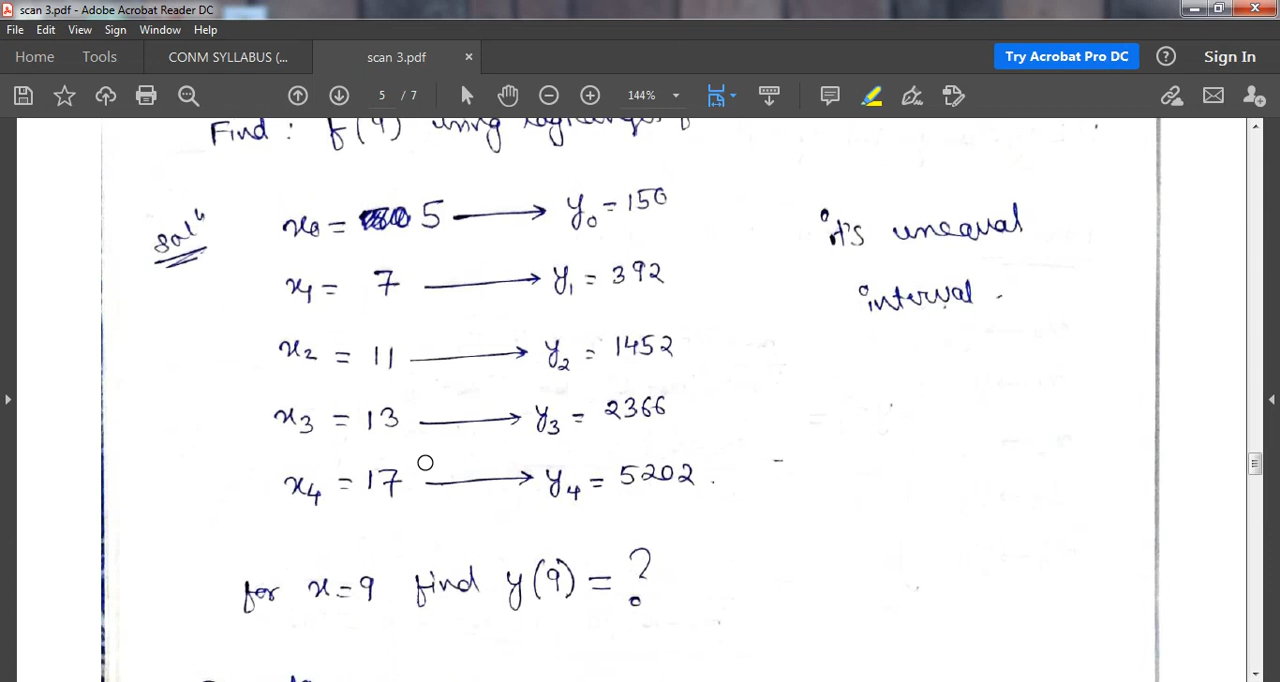 scan 3.pdf - Adobe Acrobat Reader DC
File Edit View Sign Window Help
Home Tools CONM SYLLABUS (... scan 3.pdf × Try Acrobat Pro DC ? Sign In
5 / 7 144%
Find : f(9) using
Solⁿ x₀ = 5 → y₀ = 150 it's unequal
x₁ = 7 → y₁ = 392 interval .
x₂ = 11 → y₂ = 1452
x₃ = 13 → y₃ = 2366
x₄ = 17 → y₄ = 5202 .
for x=9 find y(9) = ?